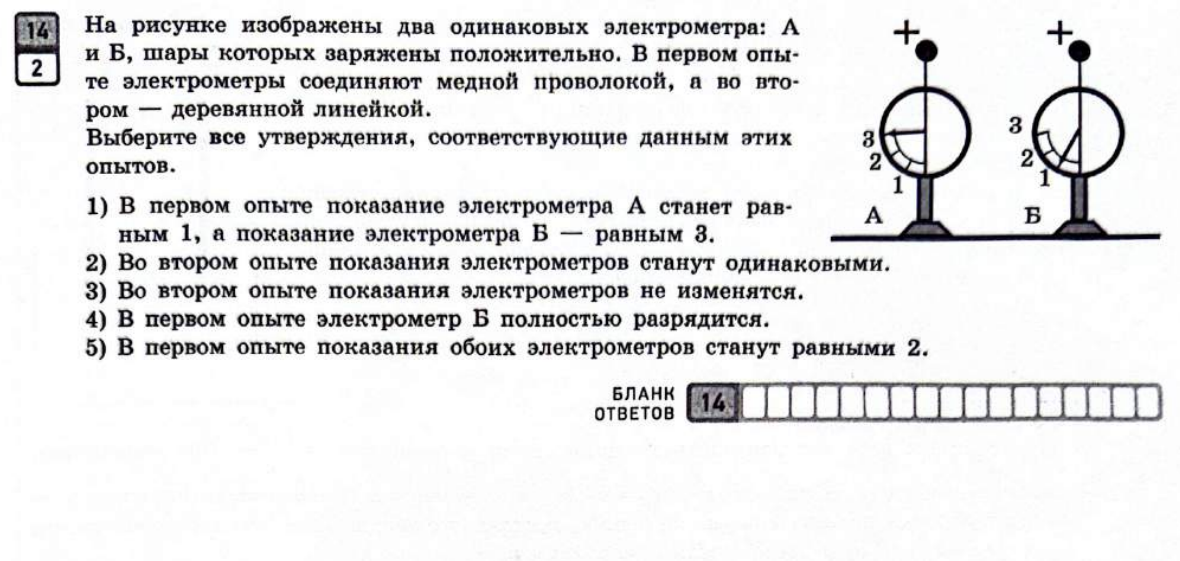 14
2
На рисунке изображены два одинаковых электрометра: А
и Б, шары которых заряжены положительно. В первом опы-
те электрометры соединяют медной проволокой, а во вто-
ром — деревянной линейкой.
Выберите все утверждения, соответствующие данным этих
опытов.
1) В первом опыте показание электрометра А станет рав-
ным 1, а показание электрометра Б — равным 3.
2) Во втором опыте показания электрометров станут одинаковыми.
3) Во втором опыте показания электрометров не изменятся.
4) В первом опыте электрометр Б полностью разрядится.
5) В первом опыте показания обоих электрометров станут равными 2.
+
3
2
1
А
+
3
2
1
Б
БЛАНК
ОТВЕТОВ
14